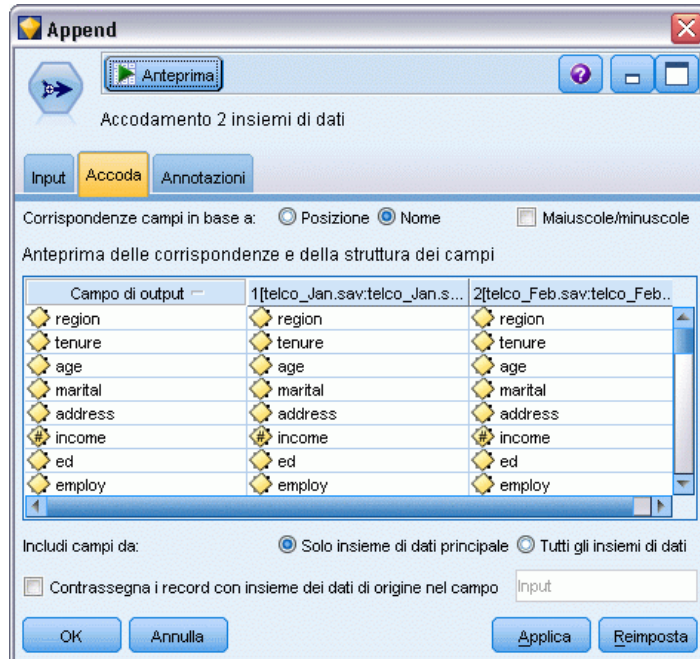 Append
Anteprima
Accodamento 2 insiemi di dati
Input Accoda Annotazioni
Corrispondenze campi in base a: Posizione Nome Maiuscole/minuscole
Anteprima delle corrispondenze e della struttura dei campi
Campo di output 1[telco_Jan.sav:telco_Jan.s... 2[telco_Feb.sav:telco_Feb..
region region region
tenure tenure tenure
age age age
marital marital marital
address address address
income income income
ed ed ed
employ employ employ
Includi campi da: Solo insieme di dati principale Tutti gli insiemi di dati
Contrassegna i record con insieme dei dati di origine nel campo Input
OK Annulla Applica Reimposta